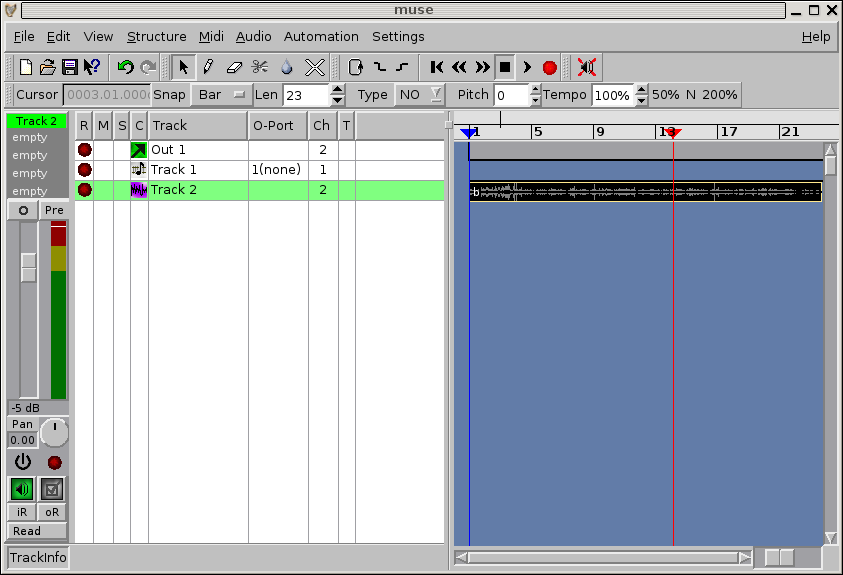 muse
File Edit View Structure Midi Audio Automation Settings Help
Cursor 0003.01.000 Snap Bar Len 23 Type NO Pitch 0 Tempo 100% 50% N 200%
Track 2
empty
empty
empty
empty
Pre
R M S C Track O-Port Ch T
Out 1 2
Track 1 1(none) 1
Track 2 2
1 5 9 13 17 21
b
-5 dB
Pan
0.00
iR oR
Read
TrackInfo